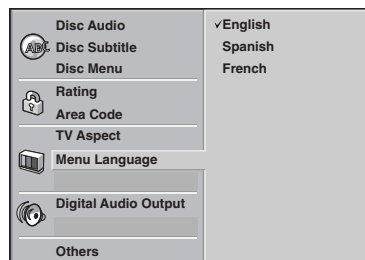 Disc Audio
Disc Subtitle
Disc Menu
Rating
Area Code
TV Aspect
Menu Language
Digital Audio Output
Others
✓English
Spanish
French
ABC